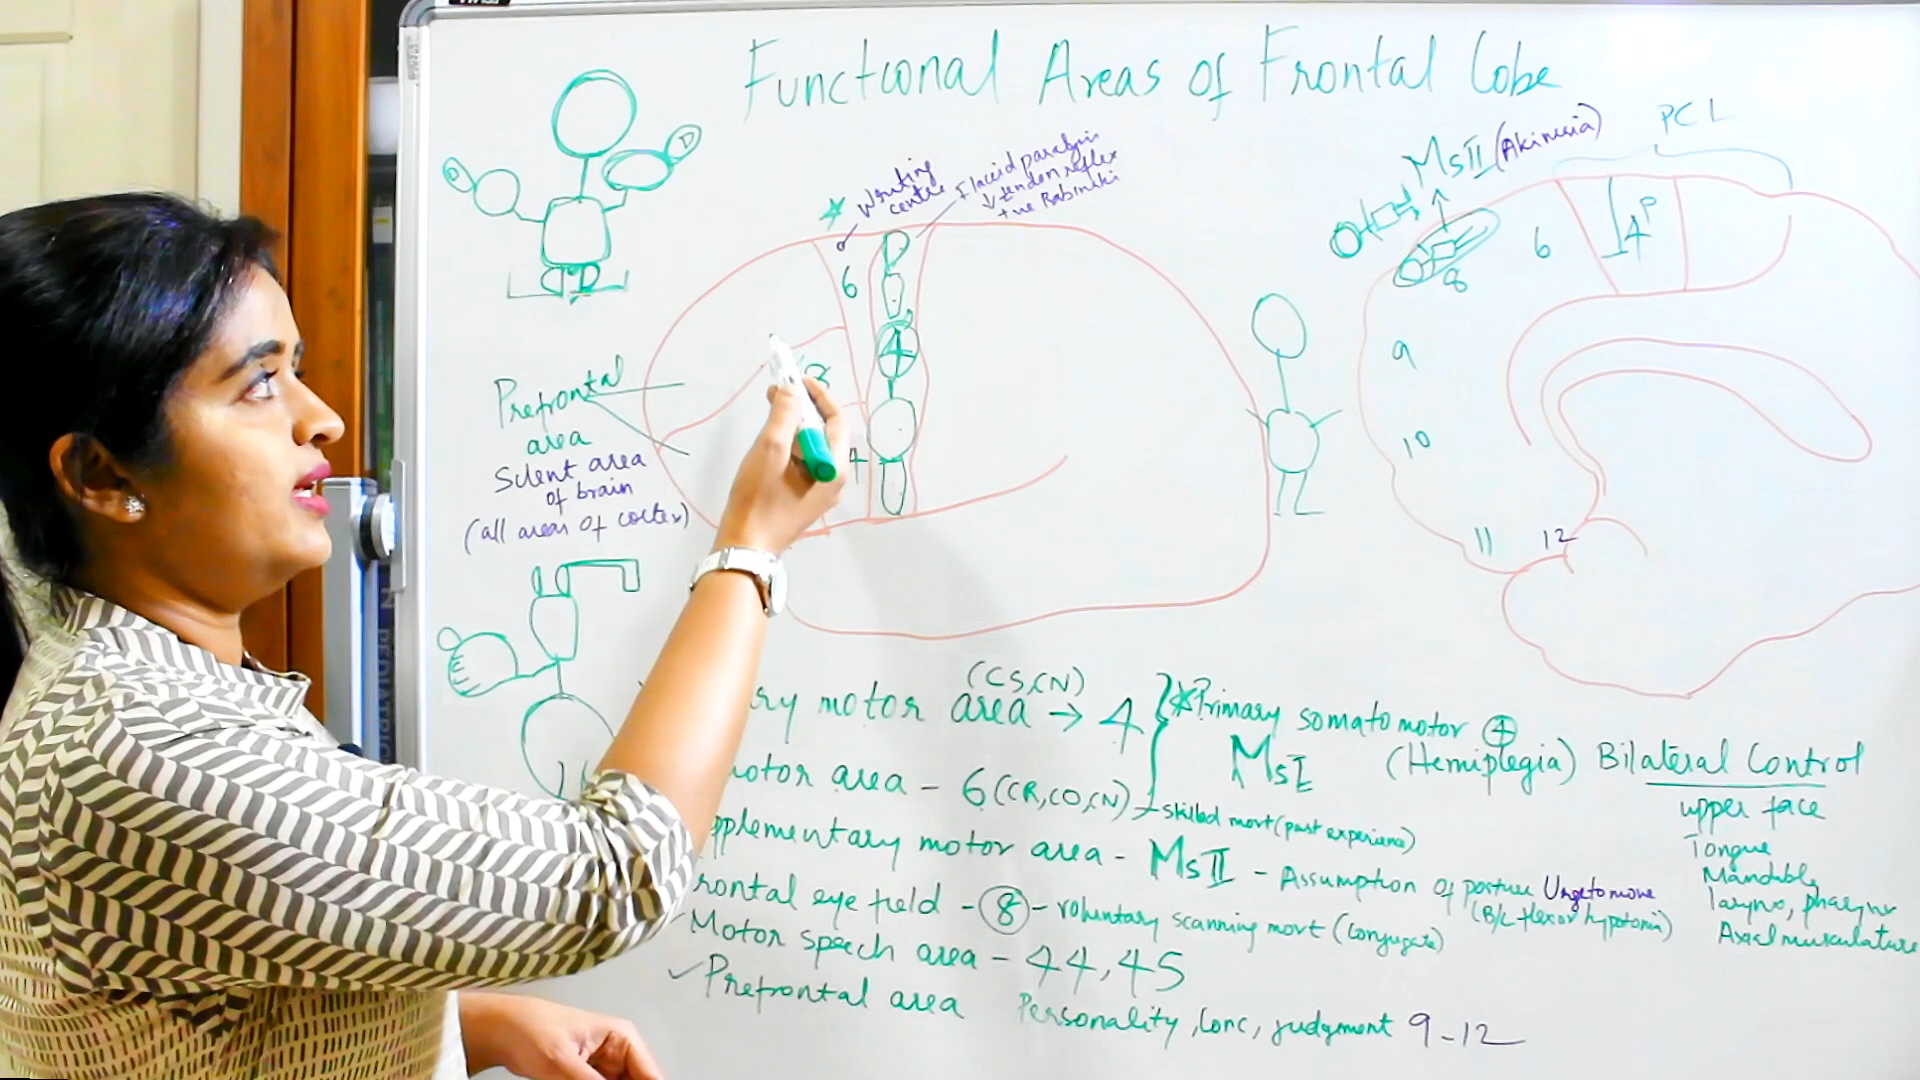 Functional Areas of Frontal Lobe
PCL
MsII (Akinesia)
Writing
centre
Flaccid paralysis
↓ tendon reflex
+ve Babinski
D
D
D
6
4
8
Prefrontal
area
Silent area
of brain
(all areas of cortex)
P
4
6
8
9
10
11
12
(CS,CN)
ry motor area → 4
Primary somatomotor 4
MsI
(Hemiplegia)
Bilateral Control
upper face
Tongue
Mandible
larynx, pharynx
Axial musculature
otor area - 6 (CR,CO,CN) - skilled movt (past experience)
pplementary motor area - MsII - Assumption of posture Urge to move
(B/L flexor hypotonia)
rontal eye field - 8 - voluntary scanning movt (conjugate)
Motor speech area - 44,45
Prefrontal area Personality, conc, judgment 9-12
N PEDIATRIC